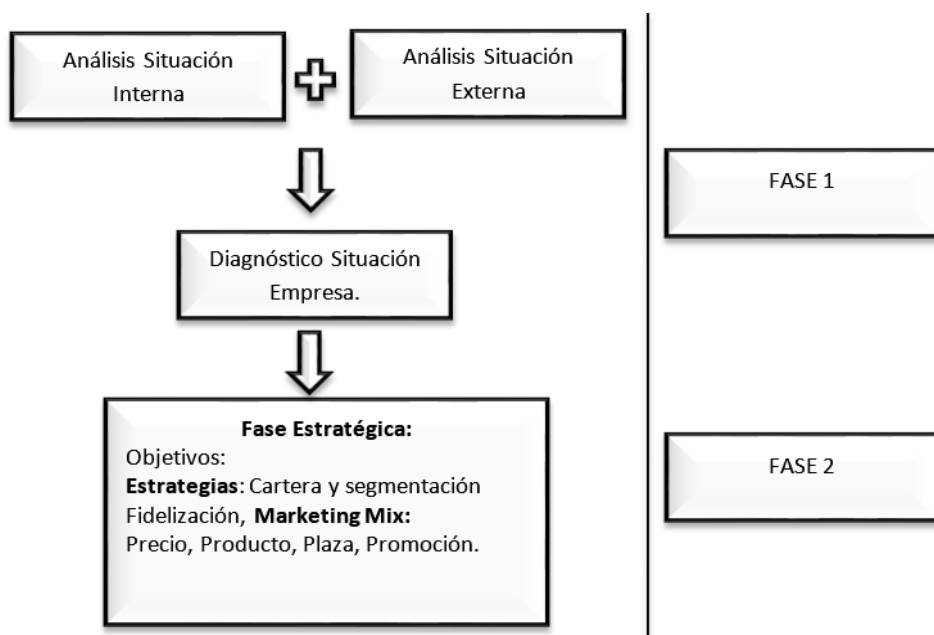 Análisis Situación
Interna
Análisis Situación
Externa
FASE 1
Diagnóstico Situación
Empresa.
Fase Estratégica:
Objetivos:
Estrategias: Cartera y segmentación
Fidelización, Marketing Mix:
Precio, Producto, Plaza, Promoción.
FASE 2